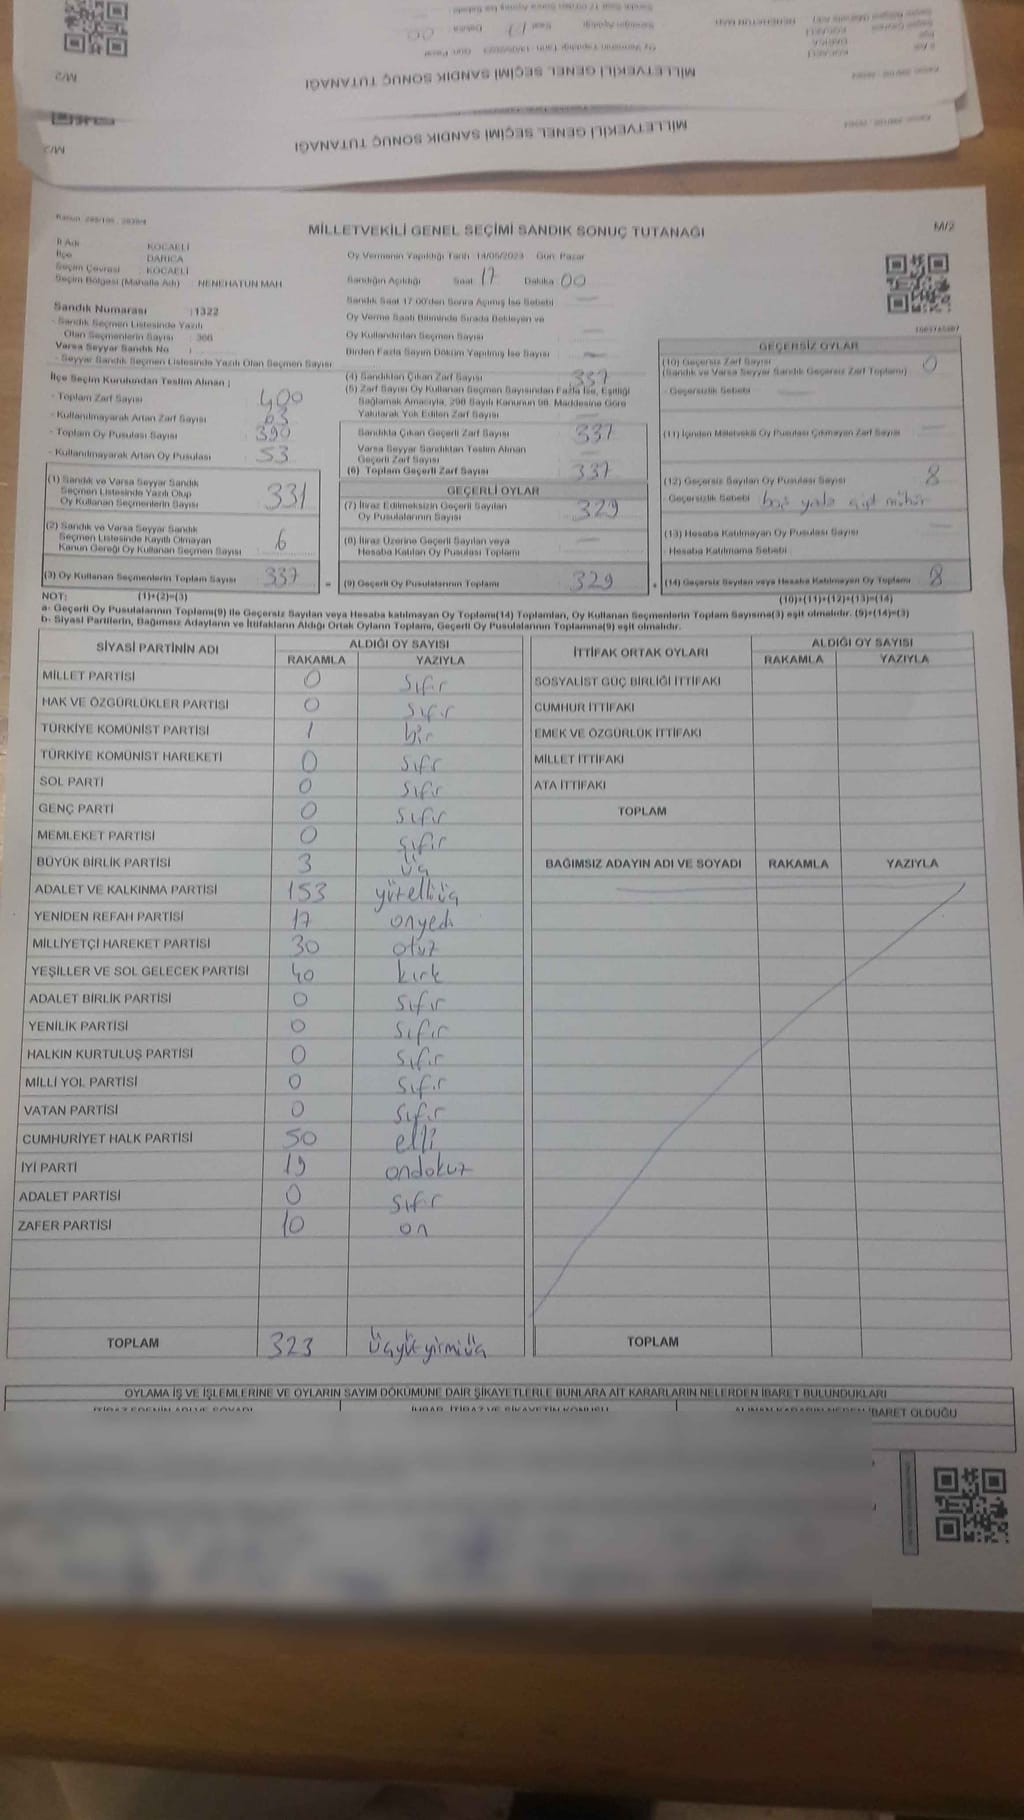 MİLLETVEKİLİ GENEL SEÇİMİ SANDIK SONUÇ TUTANAĞI
M/2
MİLLETVEKİLİ GENEL SEÇİMİ SANDIK SONUÇ TUTANAĞI
M/2
MİLLETVEKİLİ GENEL SEÇİMİ SANDIK SONUÇ TUTANAĞI
M/2
İl Adı KOCAELİ
İlçe DARICA
Seçim Çevresi : KOCAELİ
Seçim Bölgesi (Mahalle Adı) : NENEHATUN MAH
Oy Vermenin Yapıldığı Tarih : 14/05/2023 Gün: Pazar
Sandığın Açıldığı Saat 17 Dakika 00
Sandık Saat 17:00'den Sonra Açılmış İse Sebebi
Oy Verme Saati Bitiminde Sırada Bekleyen ve
Oy Kullandırılan Seçmen Sayısı
Birden Fazla Sayım Döküm Yapılmış İse Sayısı
Sandık Numarası : 1322
- Sandık Seçmen Listesinde Yazılı
Olan Seçmenlerin Sayısı : 366
Varsa Seyyar Sandık No :
- Seyyar Sandık Seçmen Listesinde Yazılı Olan Seçmen Sayısı
İlçe Seçim Kurulundan Teslim Alınan ;
- Toplam Zarf Sayısı 400
- Kullanılmayarak Artan Zarf Sayısı 63
- Toplam Oy Pusulası Sayısı 390
- Kullanılmayarak Artan Oy Pusulası 53
(1) Sandık ve Varsa Seyyar Sandık
Seçmen Listesinde Yazılı Olup
Oy Kullanan Seçmenlerin Sayısı 331
(2) Sandık ve Varsa Seyyar Sandık
Seçmen Listesinde Kayıtlı Olmayan
Kanun Gereği Oy Kullanan Seçmen Sayısı 6
(3) Oy Kullanan Seçmenlerin Toplam Sayısı 337
(4) Sandıktan Çıkan Zarf Sayısı 337
(5) Zarf Sayısı Oy Kullanan Seçmen Sayısından Fazla İse, Eşitliği
Sağlamak Amacıyla, 298 Sayılı Kanunun 98. Maddesine Göre
Yakılarak Yok Edilen Zarf Sayısı
Sandıkta Çıkan Geçerli Zarf Sayısı 337
Varsa Seyyar Sandıktan Teslim Alınan
Geçerli Zarf Sayısı
(6) Toplam Geçerli Zarf Sayısı 337
GEÇERLİ OYLAR
(7) İtiraz Edilmeksizin Geçerli Sayılan
Oy Pusulalarının Sayısı 329
(8) İtiraz Üzerine Geçerli Sayılan veya
Hesaba Katılan Oy Pusulası Toplamı
(9) Geçerli Oy Pusulalarının Toplamı 329
GEÇERSİZ OYLAR
(10) Geçersiz Zarf Sayısı 0
(Sandık ve Varsa Seyyar Sandık Geçersiz Zarf Toplamı)
- Geçersizlik Sebebi
(11) İçinden Milletvekili Oy Pusulası Çıkmayan Zarf Sayısı
(12) Geçersiz Sayılan Oy Pusulası Sayısı 8
- Geçersizlik Sebebi boş yada çift mühür
(13) Hesaba Katılmayan Oy Pusulası Sayısı
- Hesaba Katılmama Sebebi
(14) Geçersiz Sayılan veya Hesaba Katılmayan Oy Toplamı 8
NOT: (1)+(2)=(3)
(10)+(11)+(12)+(13)=(14)
a- Geçerli Oy Pusulalarının Toplamı(9) ile Geçersiz Sayılan veya Hesaba katılmayan Oy Toplamı(14) Toplamları, Oy Kullanan Seçmenlerin Toplam Sayısına(3) eşit olmalıdır. (9)+(14)=(3)
b- Siyasi Partilerin, Bağımsız Adayların ve İttifakların Aldığı Ortak Oyların Toplamı, Geçerli Oy Pusulalarının Toplamına(9) eşit olmalıdır.
SİYASİ PARTİNİN ADI ALDIĞI OY SAYISI
RAKAMLA YAZIYLA
MİLLET PARTİSİ 0 sıfır
HAK VE ÖZGÜRLÜKLER PARTİSİ 0 sıfır
TÜRKİYE KOMÜNİST PARTİSİ 1 bir
TÜRKİYE KOMÜNİST HAREKETİ 0 sıfr
SOL PARTİ 0 sıfır
GENÇ PARTİ 0 sıfır
MEMLEKET PARTİSİ 0 sıfır
BÜYÜK BİRLİK PARTİSİ 3 üç
ADALET VE KALKINMA PARTİSİ 153 yüzelliüç
YENİDEN REFAH PARTİSİ 17 onyedi
MİLLİYETÇİ HAREKET PARTİSİ 30 otuz
YEŞİLLER VE SOL GELECEK PARTİSİ 40 kırk
ADALET BİRLİK PARTİSİ 0 sıfır
YENİLİK PARTİSİ 0 sıfır
HALKIN KURTULUŞ PARTİSİ 0 sıfır
MİLLİ YOL PARTİSİ 0 sıfır
VATAN PARTİSİ 0 sıfır
CUMHURİYET HALK PARTİSİ 50 elli
İYİ PARTİ 19 ondokuz
ADALET PARTİSİ 0 sıfır
ZAFER PARTİSİ 10 on
TOPLAM 323 üçyüzyirmiüç
İTTİFAK ORTAK OYLARI ALDIĞI OY SAYISI
RAKAMLA YAZIYLA
SOSYALİST GÜÇ BİRLİĞİ İTTİFAKI
CUMHUR İTTİFAKI
EMEK VE ÖZGÜRLÜK İTTİFAKI
MİLLET İTTİFAKI
ATA İTTİFAKI
TOPLAM
BAĞIMSIZ ADAYIN ADI VE SOYADI RAKAMLA YAZIYLA
TOPLAM
OYLAMA İŞ VE İŞLEMLERİNE VE OYLARIN SAYIM DÖKÜMÜNE DAİR ŞİKAYETLERLE BUNLARA AİT KARARLARIN NELERDEN İBARET BULUNDUKLARI
İTİRAZ EDENİN ADI VE SOYADI İHBAR, İTİRAZ VE ŞİKAYETİN KONUSU ALINAN KARARIN NEDEN İBARET OLDUĞU